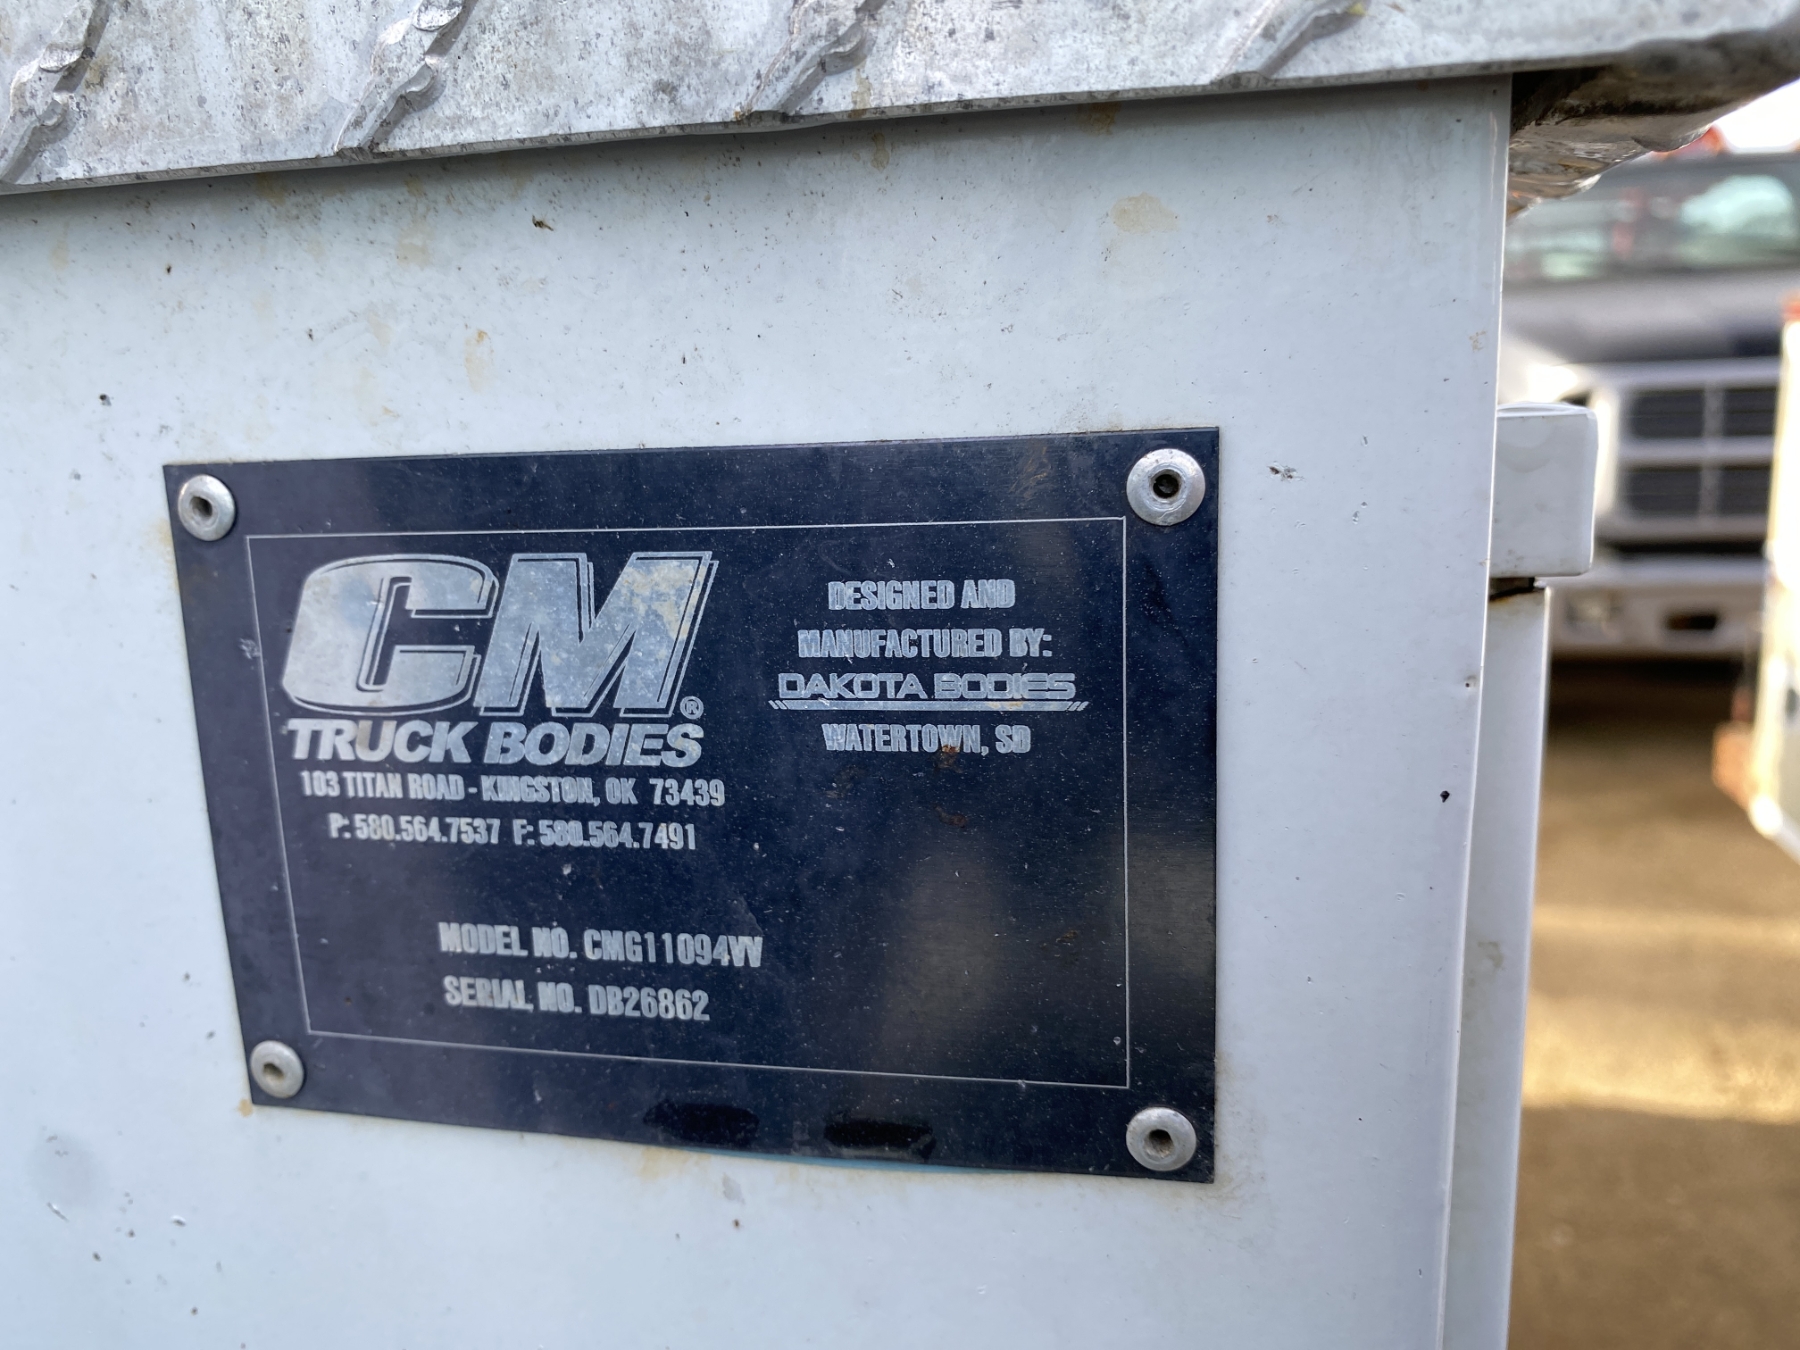 CM®
TRUCK BODIES
103 TITAN ROAD - KINGSTON, OK 73439
P: 580.564.7537 F: 580.564.7491
DESIGNED AND
MANUFACTURED BY:
DAKOTA BODIES
WATERTOWN, SD
MODEL NO. CMG11094VV
SERIAL NO. DB26862